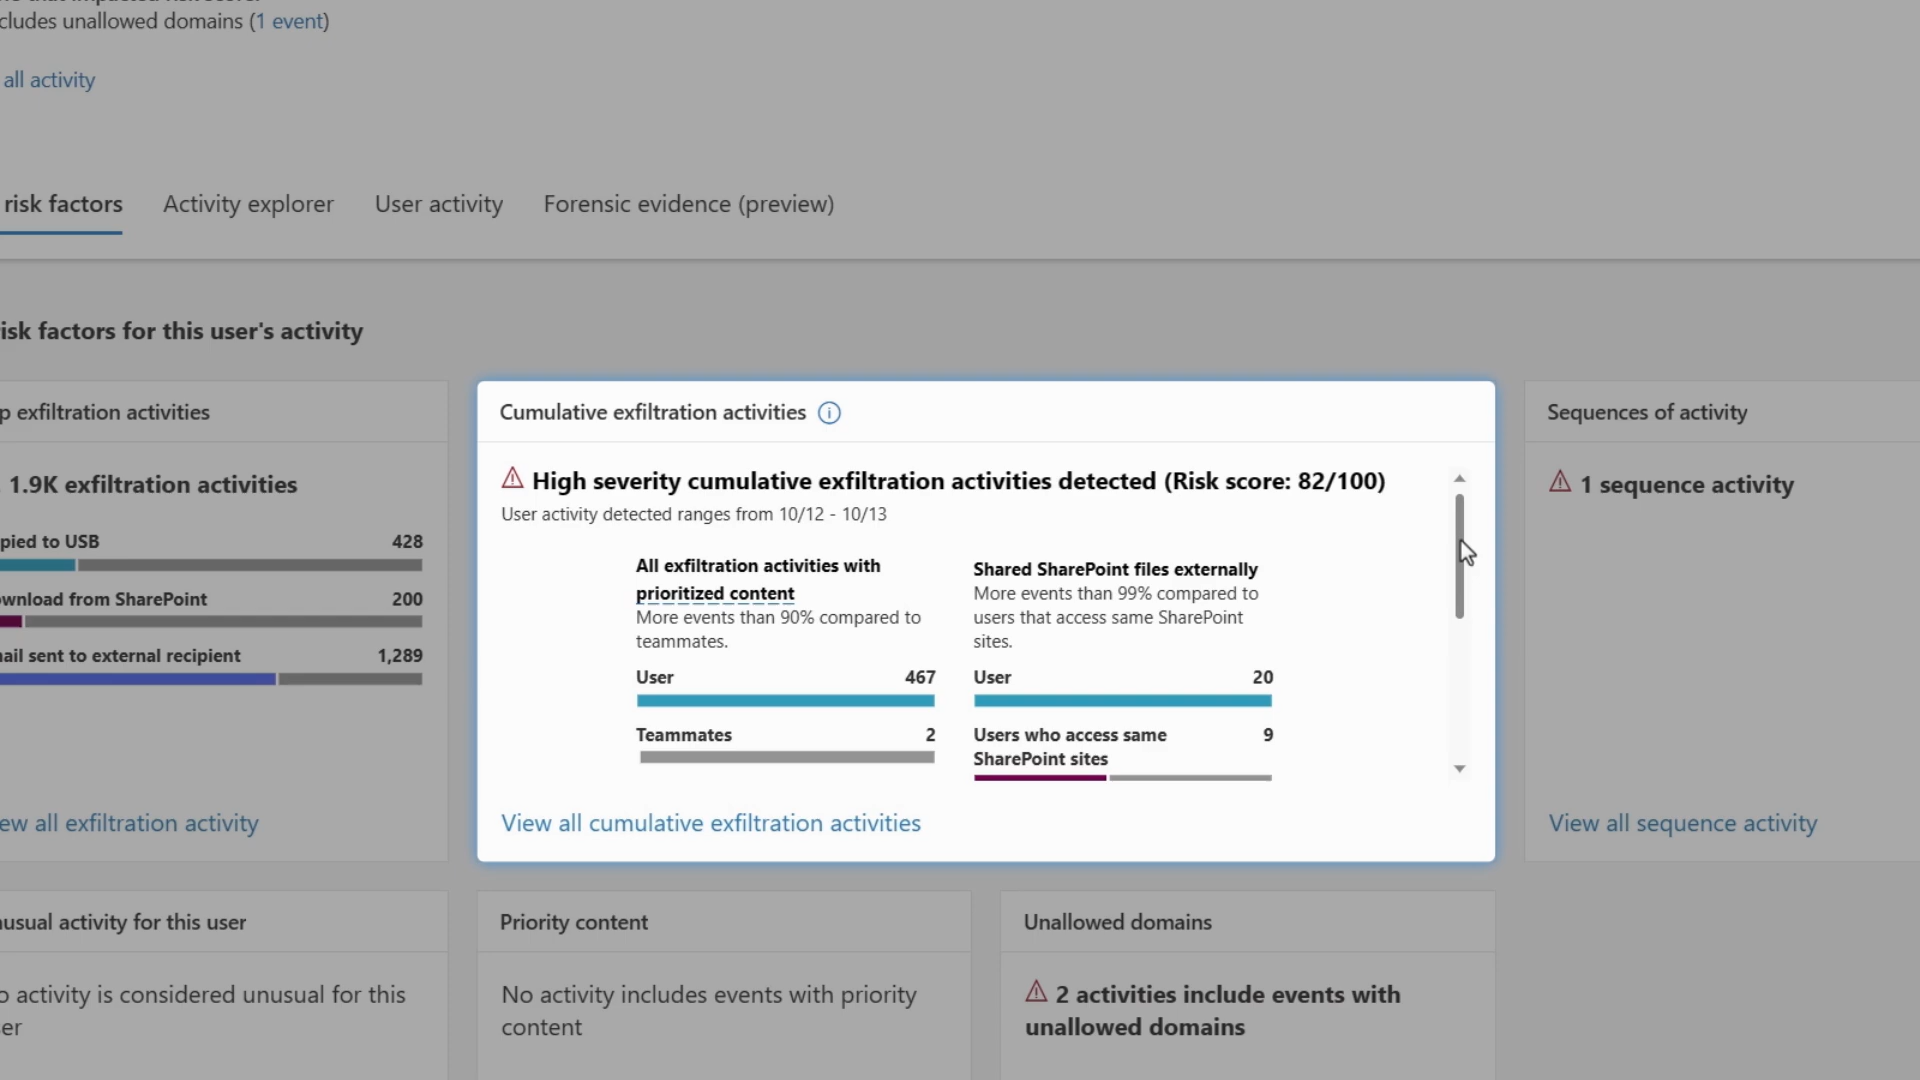 cludes unallowed domains (1 event)
all activity
risk factors
Activity explorer
User activity
Forensic evidence (preview)
isk factors for this user's activity
p exfiltration activities
1.9K exfiltration activities
pied to USB 428
wnload from SharePoint 200
ail sent to external recipient 1,289
ew all exfiltration activity
Cumulative exfiltration activities
High severity cumulative exfiltration activities detected (Risk score: 82/100)
User activity detected ranges from 10/12 - 10/13
All exfiltration activities with
prioritized content
More events than 90% compared to
teammates.
User 467
Teammates 2
Shared SharePoint files externally
More events than 99% compared to
users that access same SharePoint
sites.
User 20
Users who access same 9
SharePoint sites
View all cumulative exfiltration activities
Sequences of activity
1 sequence activity
View all sequence activity
usual activity for this user
o activity is considered unusual for this
er
Priority content
No activity includes events with priority
content
Unallowed domains
2 activities include events with
unallowed domains